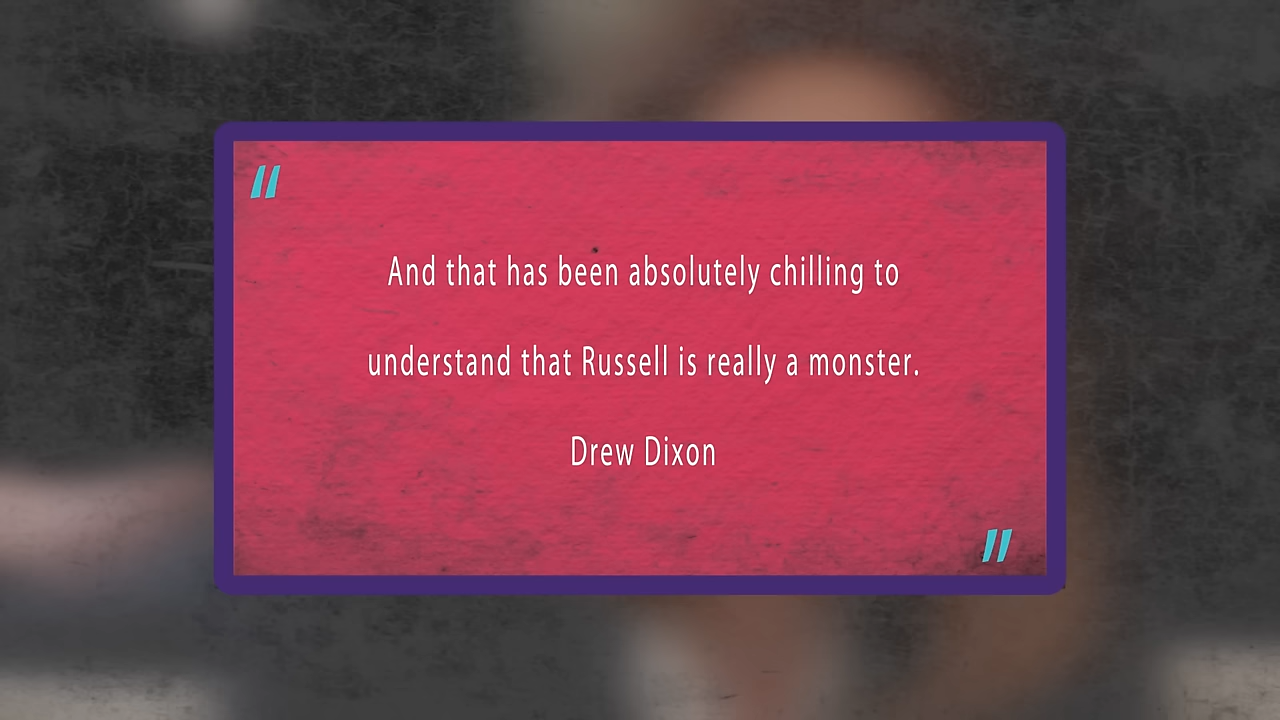 "
And that has been absolutely chilling to
understand that Russell is really a monster.
Drew Dixon
"